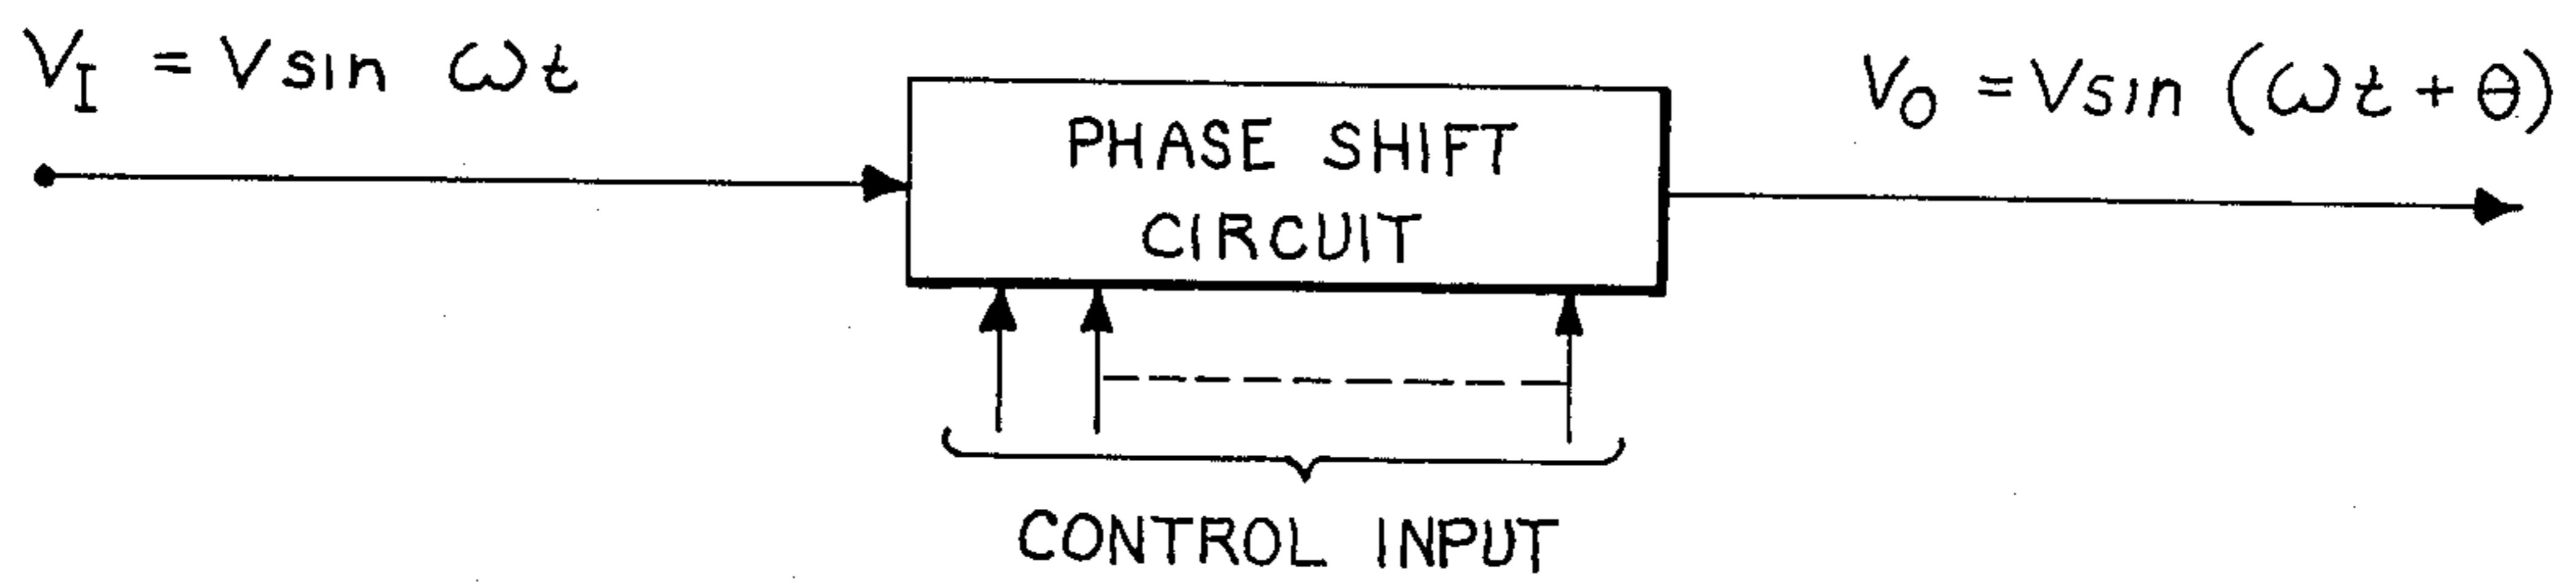 V_I = V sin ωt
V_O = V sin (ωt + θ)
PHASE SHIFT
CIRCUIT
CONTROL INPUT